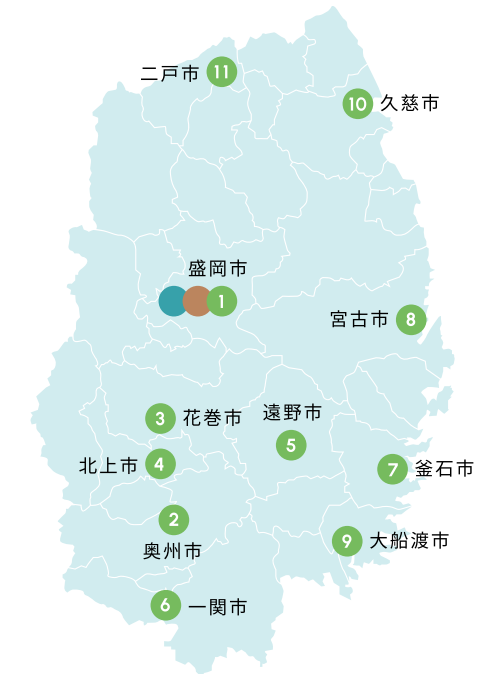 二戸市 11
10 久慈市
盛岡市
1
宮古市 8
遠野市
3 花巻市
5
北上市 4
7 釜石市
2
奥州市
9 大船渡市
6 一関市